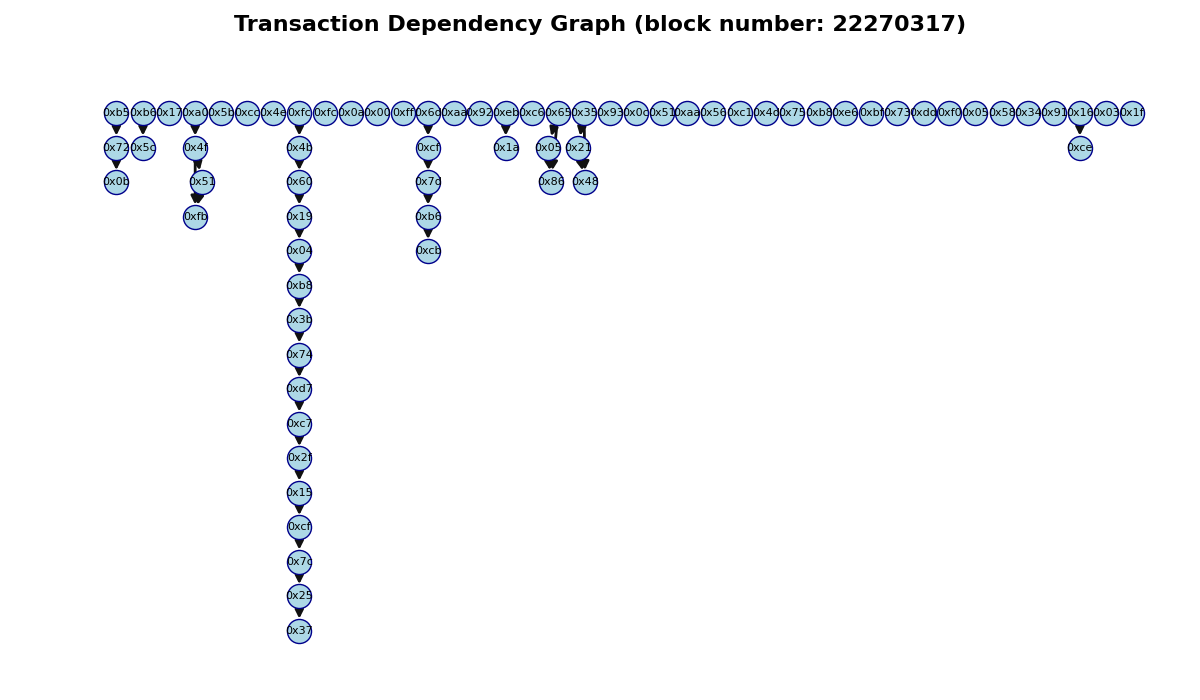 Transaction Dependency Graph (block number: 22270317)
0xb5 0xb6 0x17 0xa0 0x5b 0xcc 0x4e 0xfc 0xfc 0x0a 0x00 0xff 0x6d 0xaa 0x92 0xeb 0xc6 0x65 0x35 0x93 0x0c 0x51 0xaa 0x56 0xc1 0x4d 0x75 0xb8 0xe6 0xbf 0x73 0xf0 0x05 0x58 0x34 0x91 0x16 0x03 0x1f
0x72 0x5c 0x4f 0x4b 0xcf 0x1a 0x05 0x21 0xce
0x0b 0x51 0x60 0x7d 0x86 0x48
0xfb 0x19 0xb6
0x04 0xcb
0xb8
0x3b
0x74
0xd7
0xc7
0x2f
0x15
0xcf
0x7c
0x25
0x37